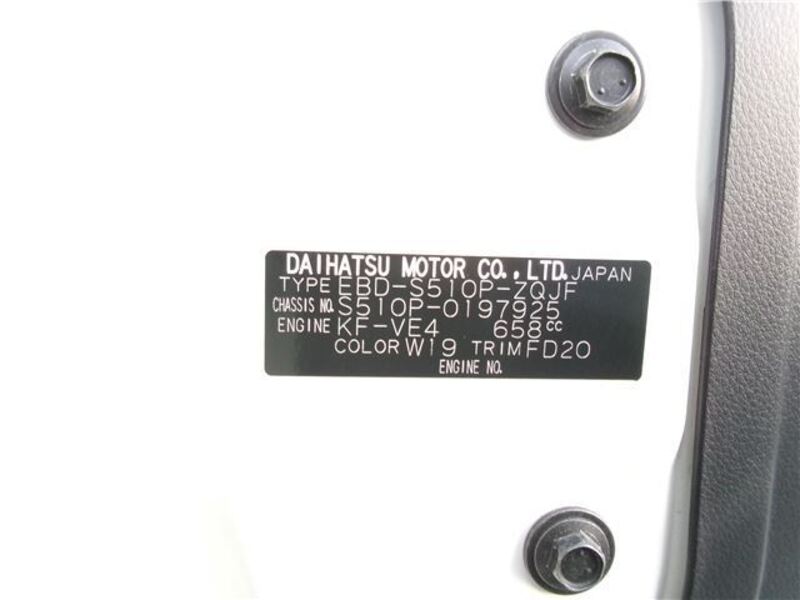 DAIHATSU MOTOR CO., LTD. JAPAN
TYPE EBD-S510P-ZQJF
CHASSIS NO. S510P-0197925
ENGINE KF-VE4 658cc
COLOR W19 TRIM FD20
ENGINE NO.